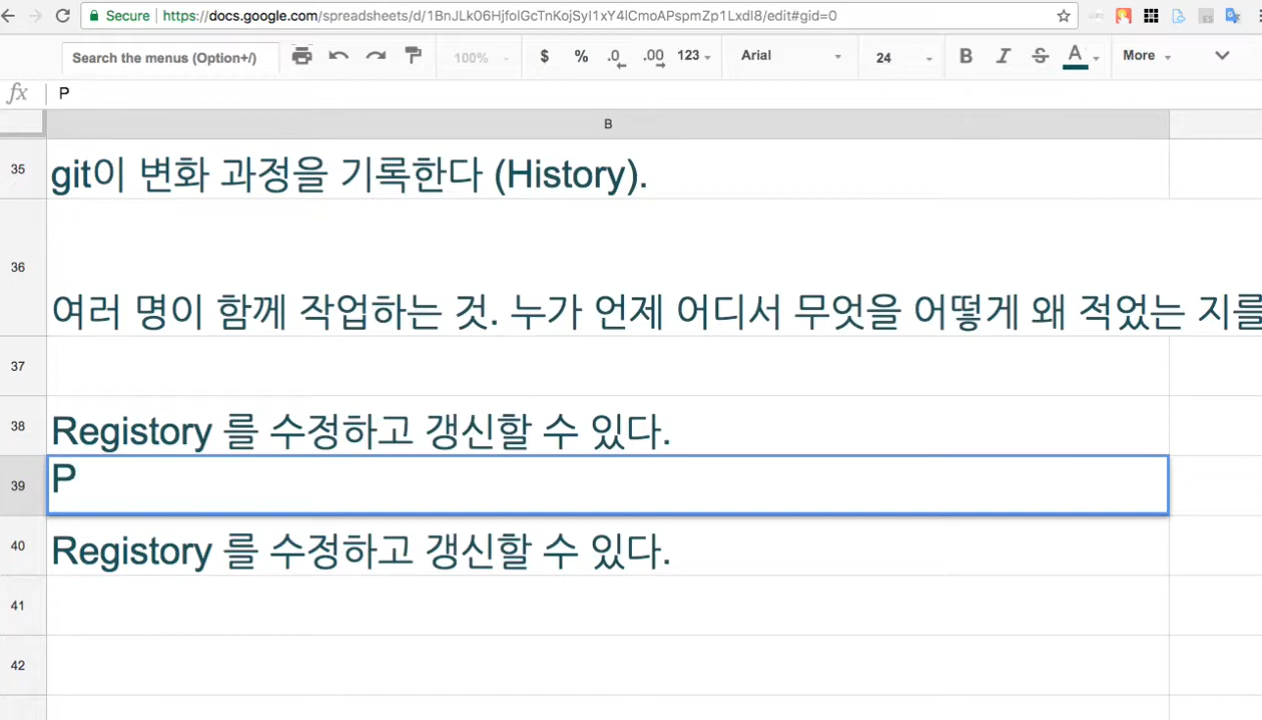 Secure
https://docs.google.com/spreadsheets/d/1BnJLk06HjfolGcTnKojSyl1xY4lCmoAPspmZp1Lxdl8/edit#gid=0
Search the menus (Option+/)
100%
$ % .0 .00 123
Arial
24
B I S A
More
fx P
B
35 git이 변화 과정을 기록한다 (History).
36 여러 명이 함께 작업하는 것. 누가 언제 어디서 무엇을 어떻게 왜 적었는 지를
37
38 Registory 를 수정하고 갱신할 수 있다.
39 P
40 Registory 를 수정하고 갱신할 수 있다.
41
42